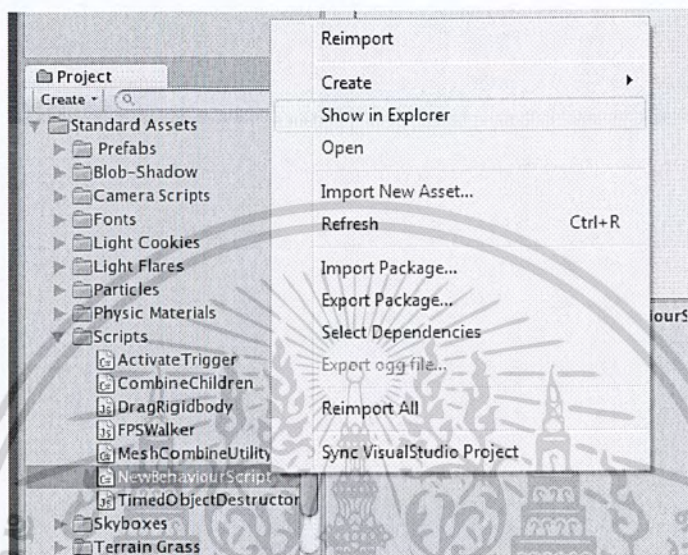 Project
Create
Standard Assets
Prefabs
Blob-Shadow
Camera Scripts
Fonts
Light Cookies
Light Flares
Particles
Physic Materials
Scripts
ActivateTrigger
CombineChildren
DragRigidbody
FPSWalker
MeshCombineUtility
NewBehaviourScript
TimedObjectDestructor
Skyboxes
Terrain Grass
Reimport
Create
Show in Explorer
Open
Import New Asset...
Refresh Ctrl+R
Import Package...
Export Package...
Select Dependencies
Export ogg file...
Reimport All
Sync VisualStudio Project
iourS